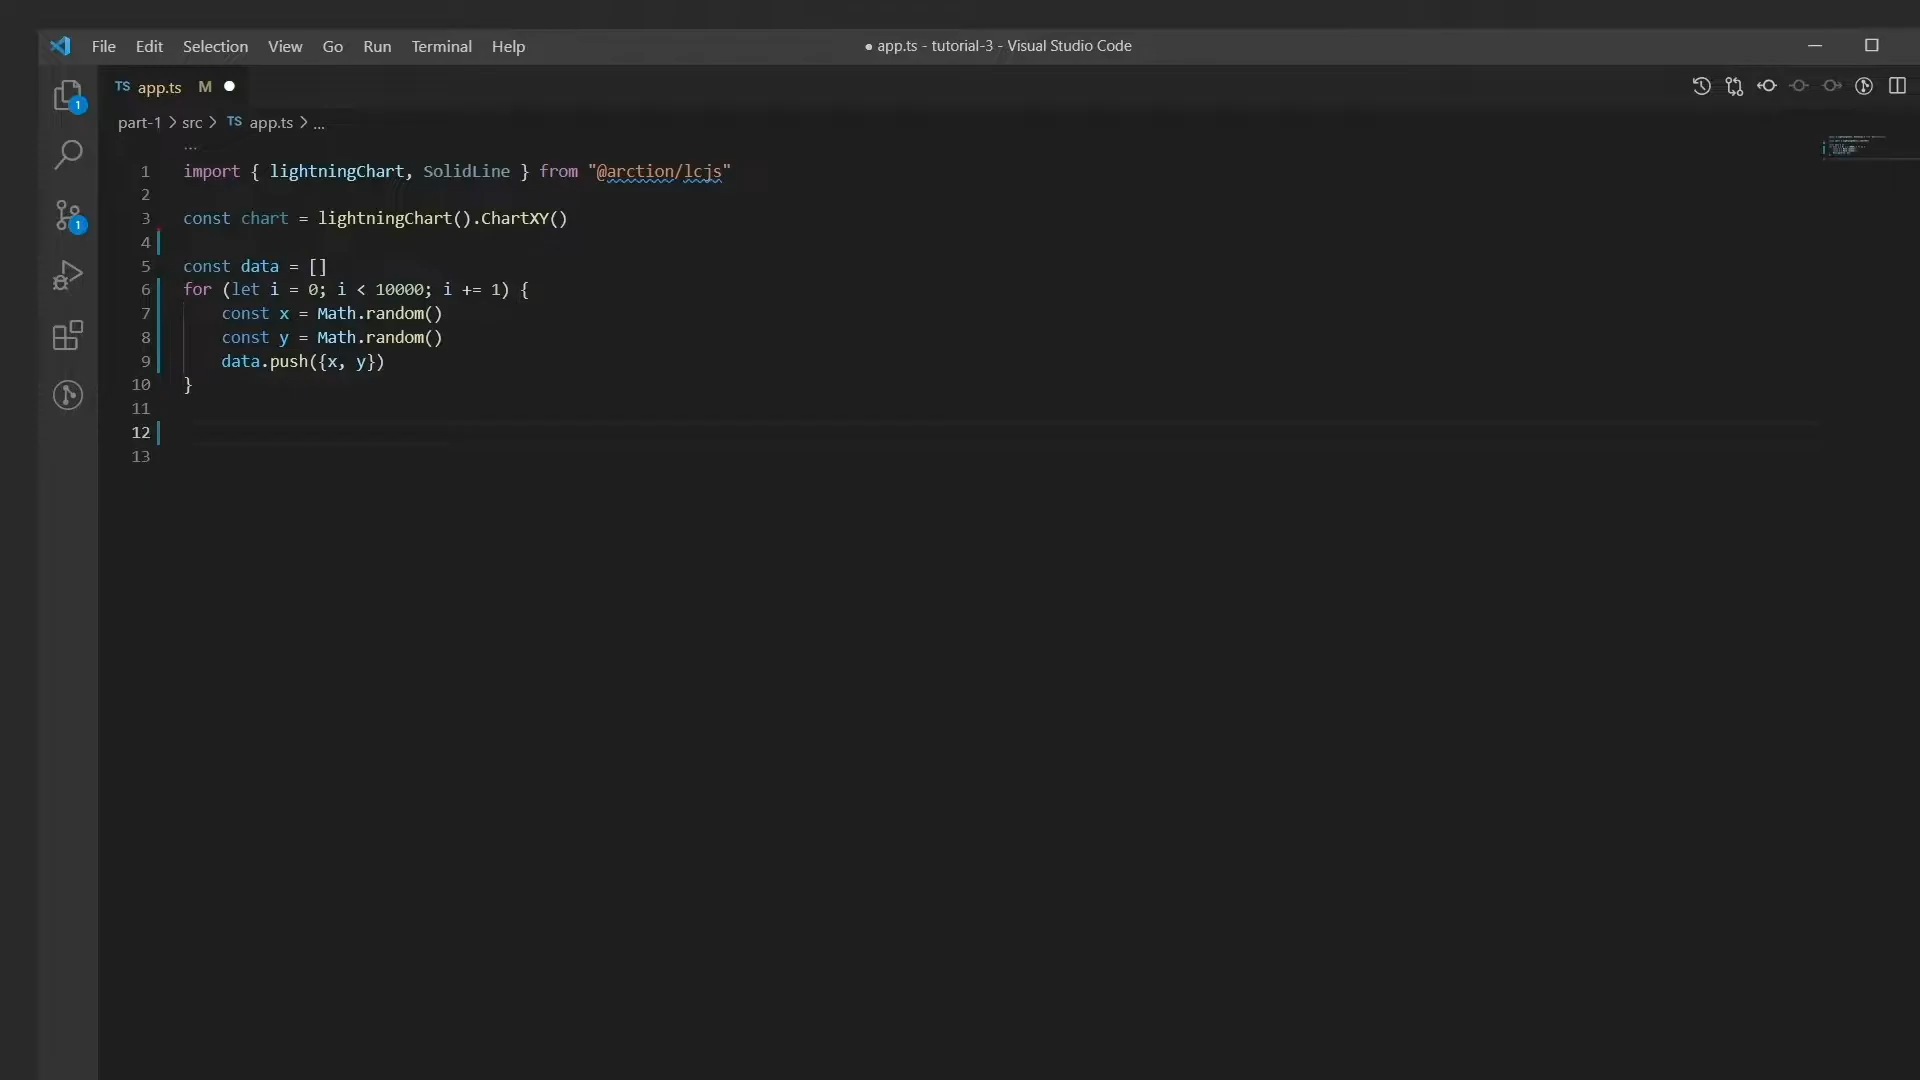 File Edit Selection View Go Run Terminal Help
● app.ts - tutorial-3 - Visual Studio Code
TS app.ts M
part-1 > src > TS app.ts > ...
...
1 import { lightningChart, SolidLine } from "@arction/lcjs"
2
3 const chart = lightningChart().ChartXY()
4
5 const data = []
6 for (let i = 0; i < 10000; i += 1) {
7     const x = Math.random()
8     const y = Math.random()
9     data.push({x, y})
10 }
11
12
13
1
1